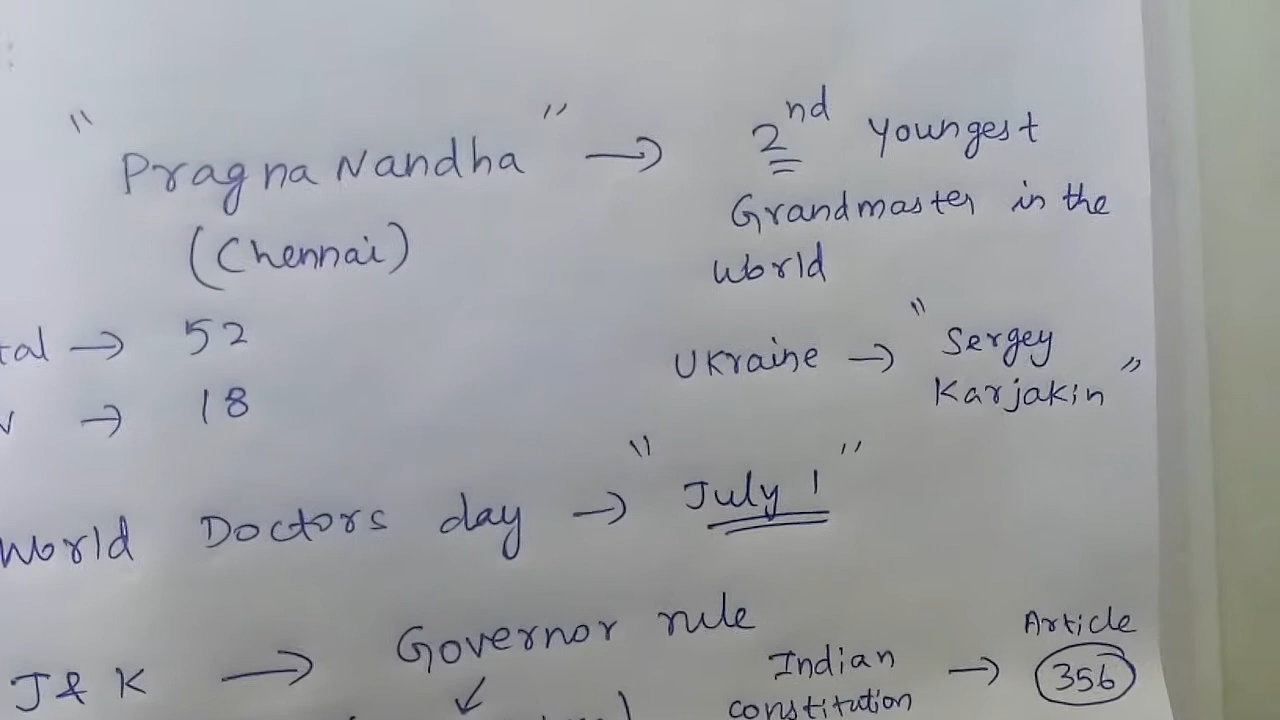 "Pragna Nandha" → 2nd Youngest
(Chennai) Grandmaster in the
World
tal → 52
Ukraine → "Sergey
Karjakin"
→ 18
World Doctors day → "July 1"
J & K → Governor rule
Indian
constitution → Article
356